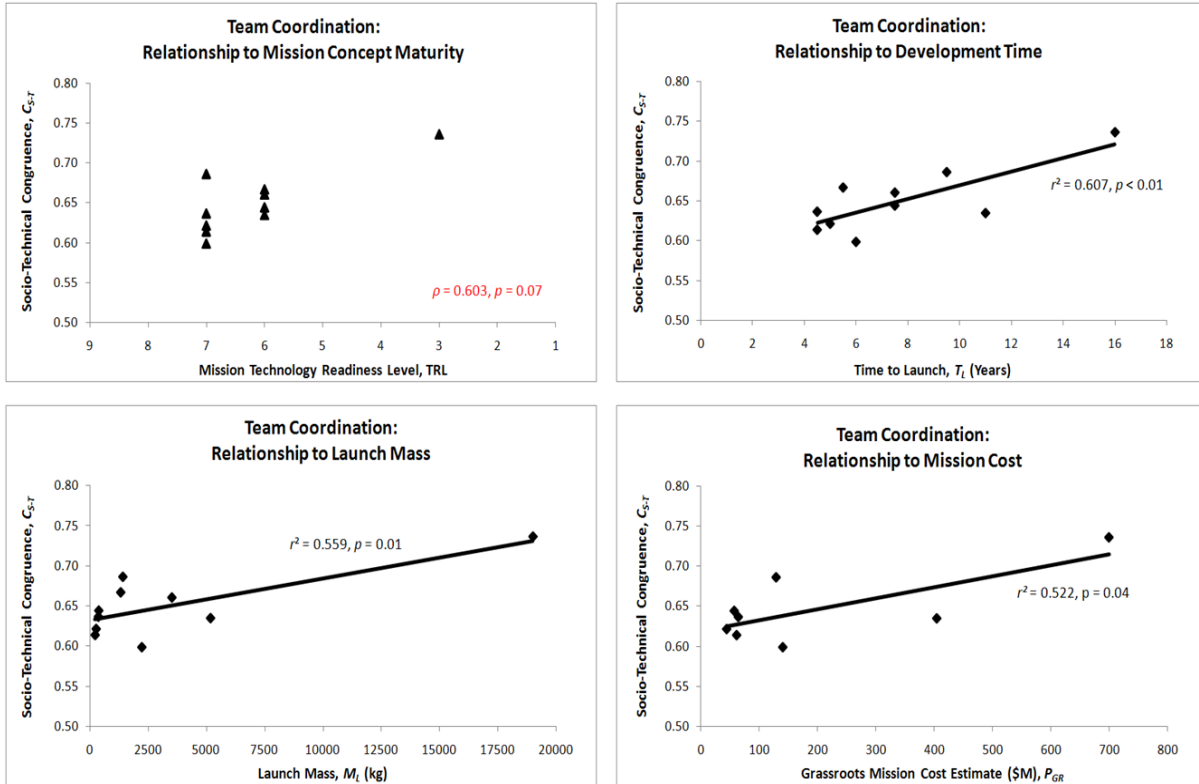 Team Coordination:
Relationship to Mission Concept Maturity
Socio-Technical Congruence, C_S-T
0.80
0.75
0.70
0.65
0.60
0.55
0.50
ρ = 0.603, p = 0.07
9 8 7 6 5 4 3 2 1
Mission Technology Readiness Level, TRL
Team Coordination:
Relationship to Development Time
Socio-Technical Congruence, C_S-T
0.80
0.75
0.70
0.65
0.60
0.55
0.50
r² = 0.607, p < 0.01
0 2 4 6 8 10 12 14 16 18
Time to Launch, T_L (Years)
Team Coordination:
Relationship to Launch Mass
Socio-Technical Congruence, C_S-T
0.80
0.75
0.70
0.65
0.60
0.55
0.50
r² = 0.559, p = 0.01
0 2500 5000 7500 10000 12500 15000 17500 20000
Launch Mass, M_L (kg)
Team Coordination:
Relationship to Mission Cost
Socio-Technical Congruence, C_S-T
0.80
0.75
0.70
0.65
0.60
0.55
0.50
r² = 0.522, p = 0.04
0 100 200 300 400 500 600 700 800
Grassroots Mission Cost Estimate ($M), P_GR